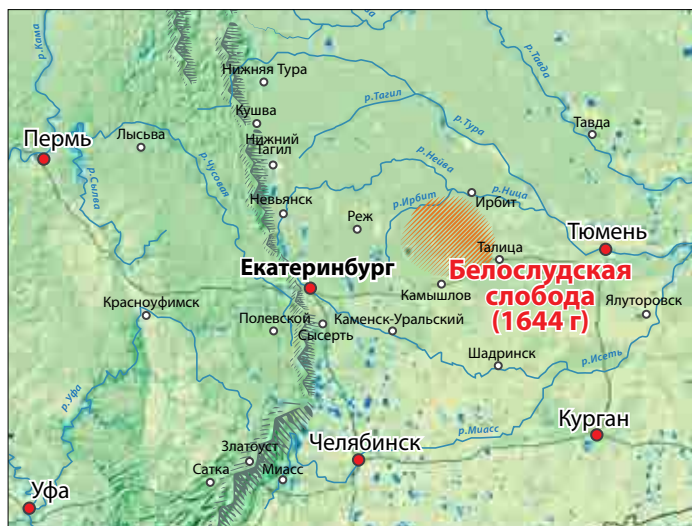 р.Кама
Нижняя Тура
р.Тавда
р.Тагил
Кушва
р.Тура
Тавда
Пермь
Лысьва
Нижний
Тагил
р.Чусовая
р.Нейва
р.Сылва
Невьянск
р.Ирбит
р.Ница
Ирбит
Реж
Тюмень
Талица
Екатеринбург
Белослудская
слобода
(1644 г)
Камышлов
Ялуторовск
Красноуфимск
Полевской
Сысерть
Каменск-Уральский
Шадринск
р.Исеть
р.Уфа
Курган
р.Миасс
Златоуст
Челябинск
Сатка
Миасс
Уфа